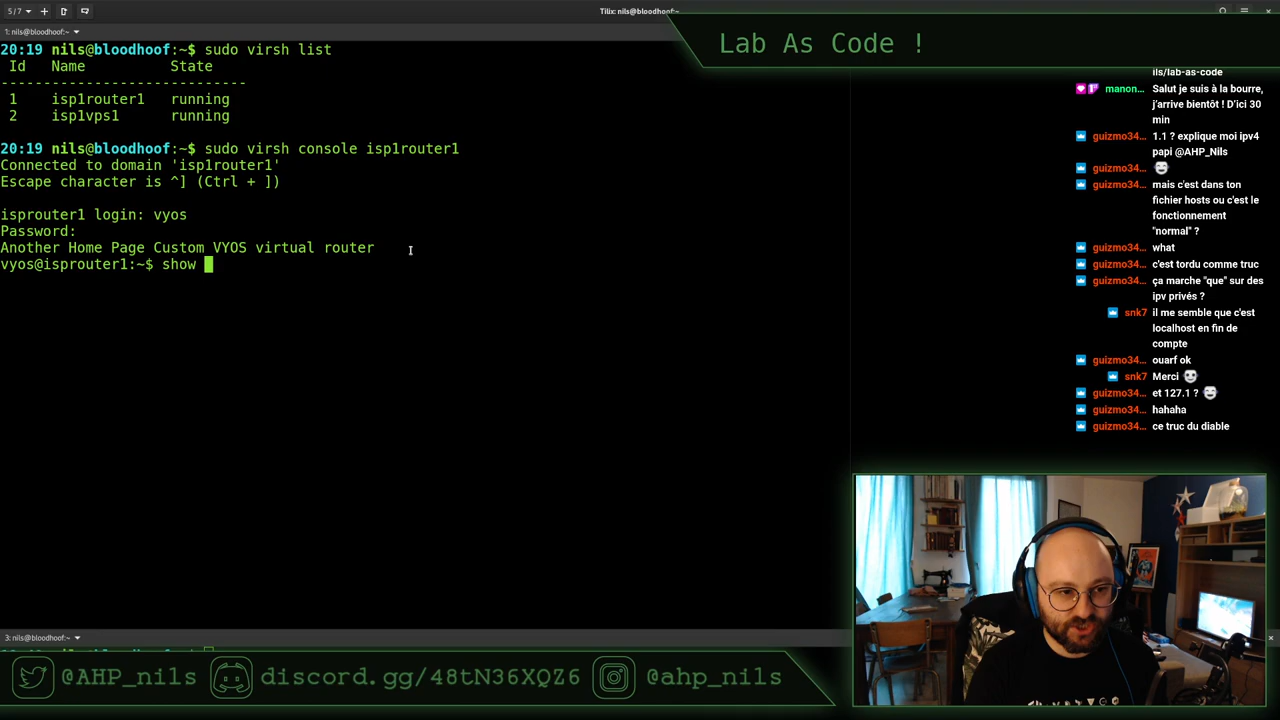 5/7
Tilix: nils@bloodhoof:~
1: nils@bloodhoof:~
Lab As Code !
20:19 nils@bloodhoof:~$ sudo virsh list
Id Name State
----------------------------
1 isp1router1 running
2 isp1vps1 running
20:19 nils@bloodhoof:~$ sudo virsh console isp1router1
Connected to domain 'isp1router1'
Escape character is ^] (Ctrl + ])
isprouter1 login: vyos
Password:
Another Home Page Custom VYOS virtual router
vyos@isprouter1:~$ show
ils/lab-as-code
manon... Salut je suis à la bourre,
j'arrive bientôt ! D'ici 30
min
guizmo34... 1.1 ? explique moi ipv4
papi @AHP_Nils
guizmo34...
guizmo34... mais c'est dans ton
fichier hosts ou c'est le
fonctionnement
"normal" ?
guizmo34... what
guizmo34... c'est tordu comme truc
guizmo34... ça marche "que" sur des
ipv privés ?
snk7 il me semble que c'est
localhost en fin de
compte
guizmo34... ouarf ok
snk7 Merci
guizmo34... et 127.1 ?
guizmo34... hahaha
guizmo34... ce truc du diable
3: nils@bloodhoof:~
@AHP_nils discord.gg/48tN36XQZ6 @ahp_nils